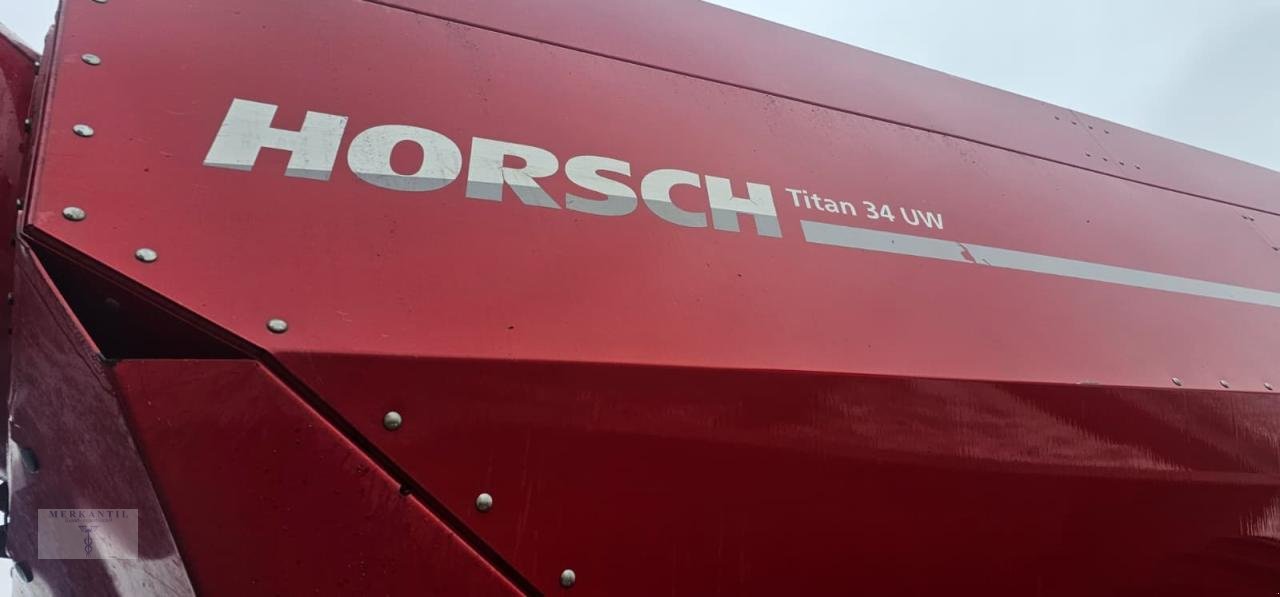 HORSCH Titan 34 UW
MERKANTIL